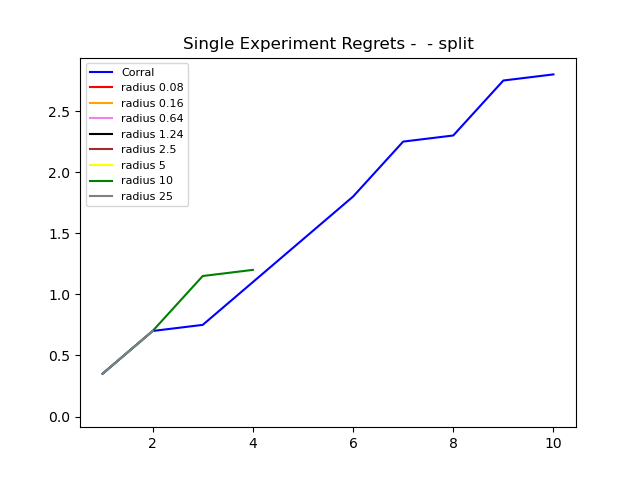 Single Experiment Regrets -  - split
Corral
radius 0.08
radius 0.16
radius 0.64
radius 1.24
radius 2.5
radius 5
radius 10
radius 25
2.5
2.0
1.5
1.0
0.5
0.0
2 4 6 8 10